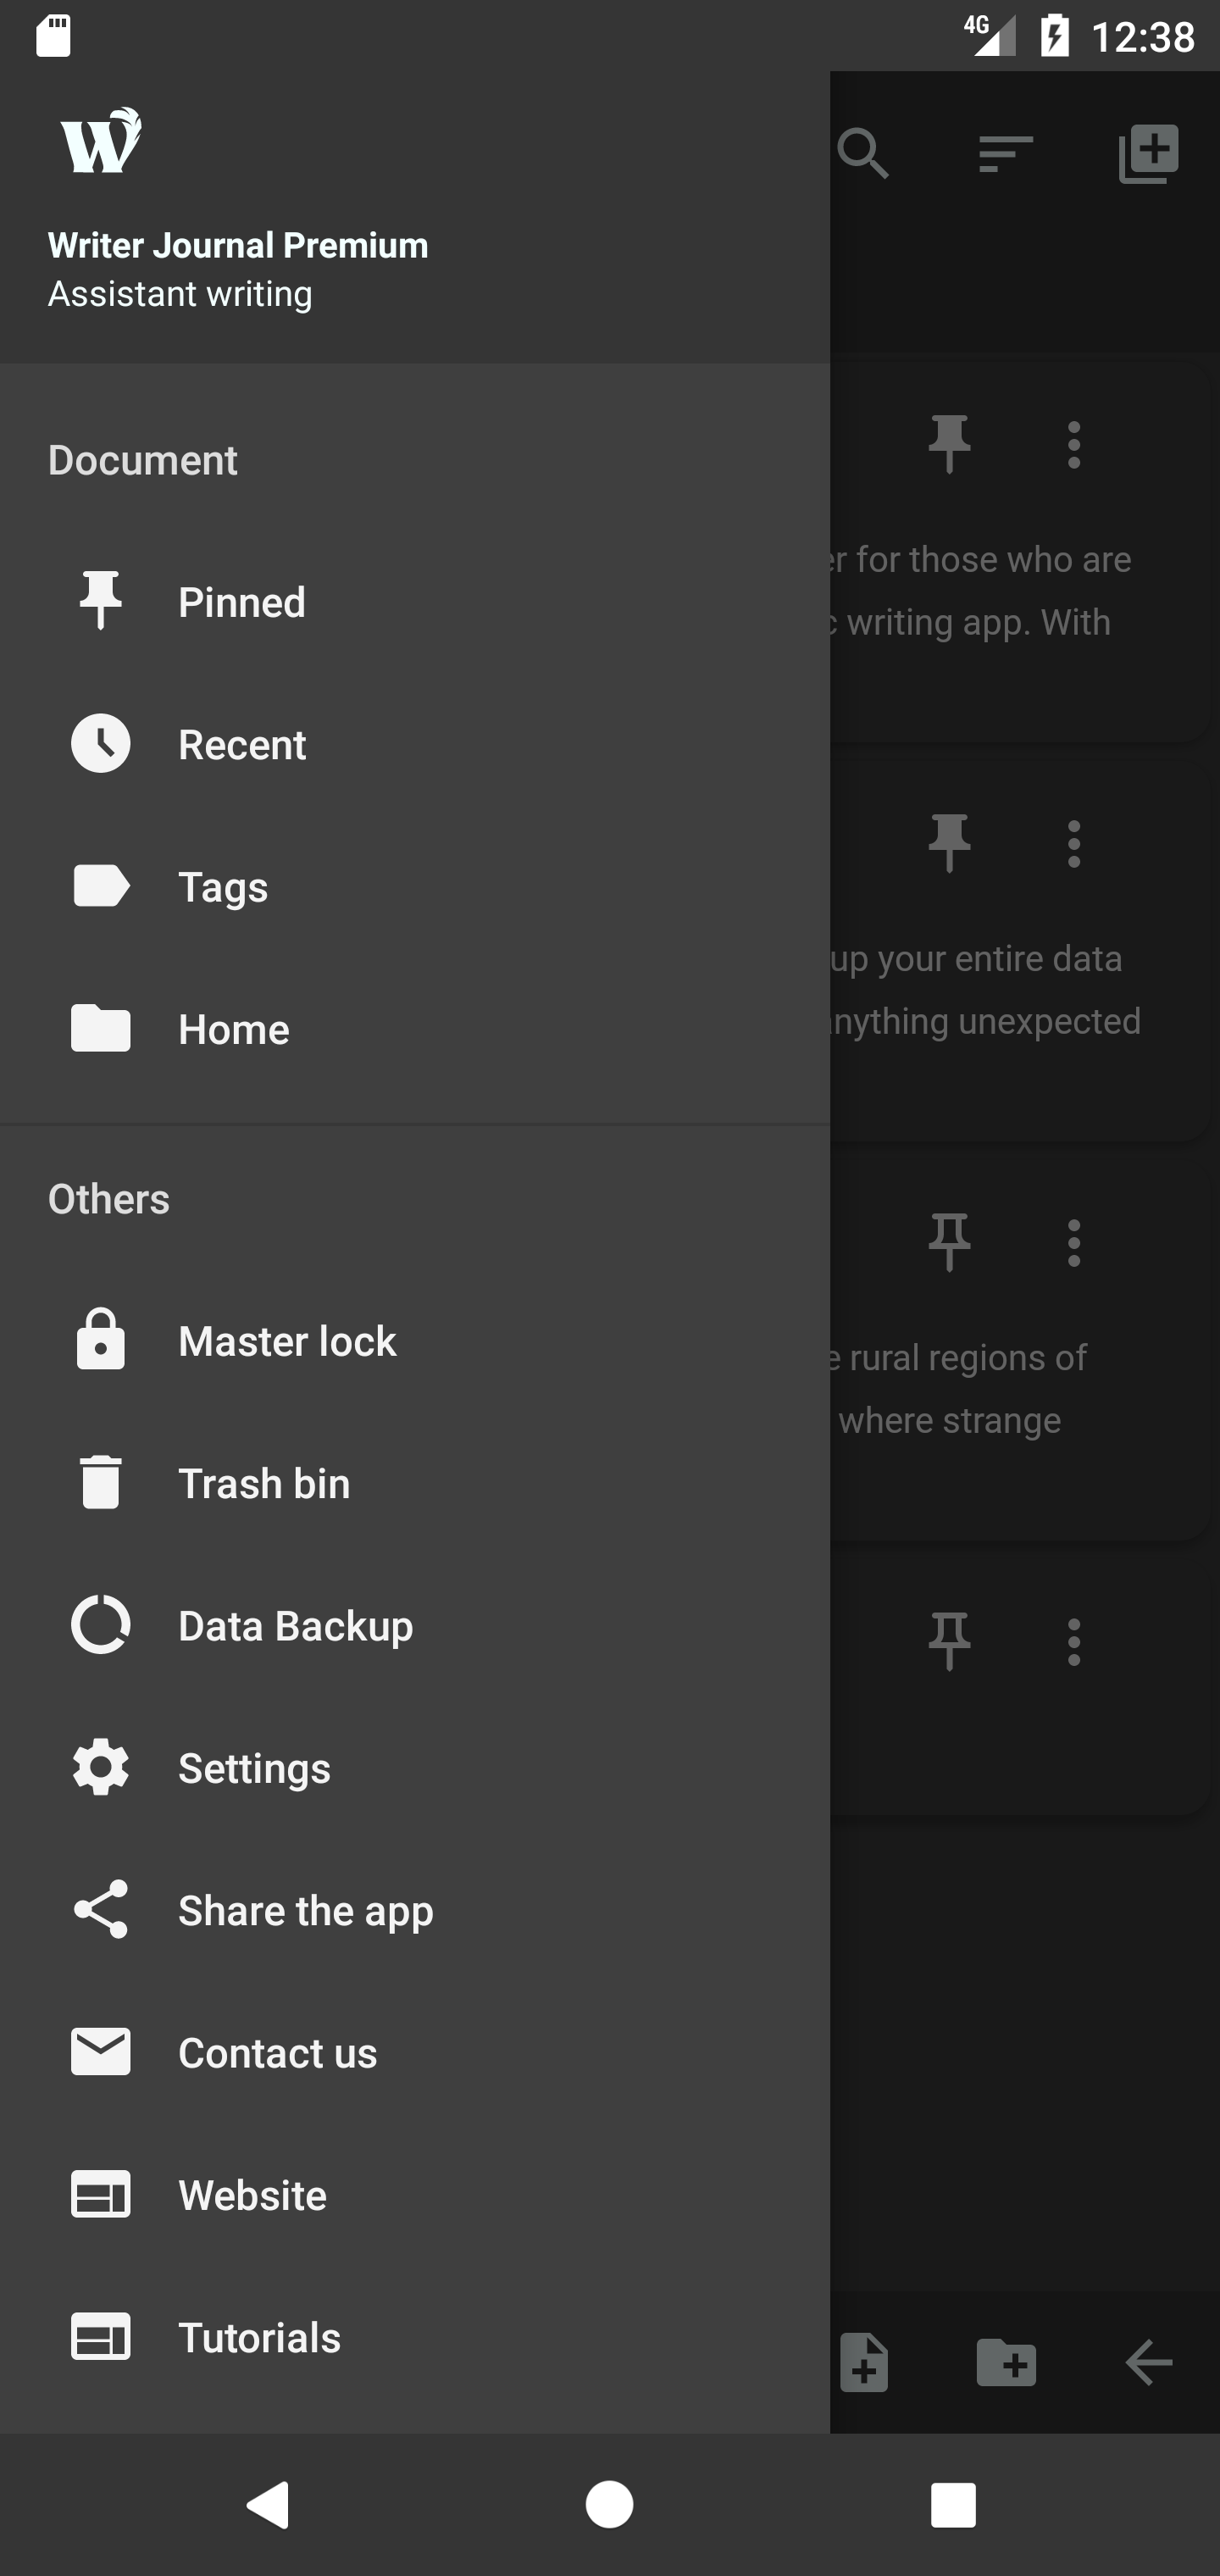 4G 12:38
Writer Journal Premium
Assistant writing
Document
Pinned
Recent
Tags
Home
Others
Master lock
Trash bin
Data Backup
Settings
Share the app
Contact us
Website
Tutorials
for those who are
writing app. With
up your entire data
unexpected
rural regions of
where strange